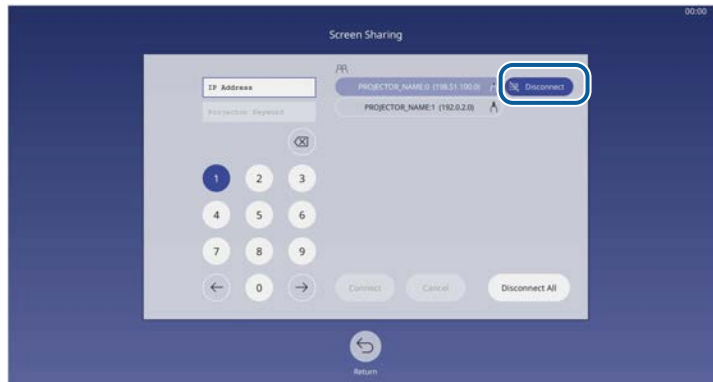 00:00
Screen Sharing
IP Address
Projector Keyword
PROJECTOR_NAME:0 (198.51.100.0)
Disconnect
PROJECTOR_NAME:1 (192.0.2.0)
1 2 3
4 5 6
7 8 9
0
Connect Cancel Disconnect All
Return